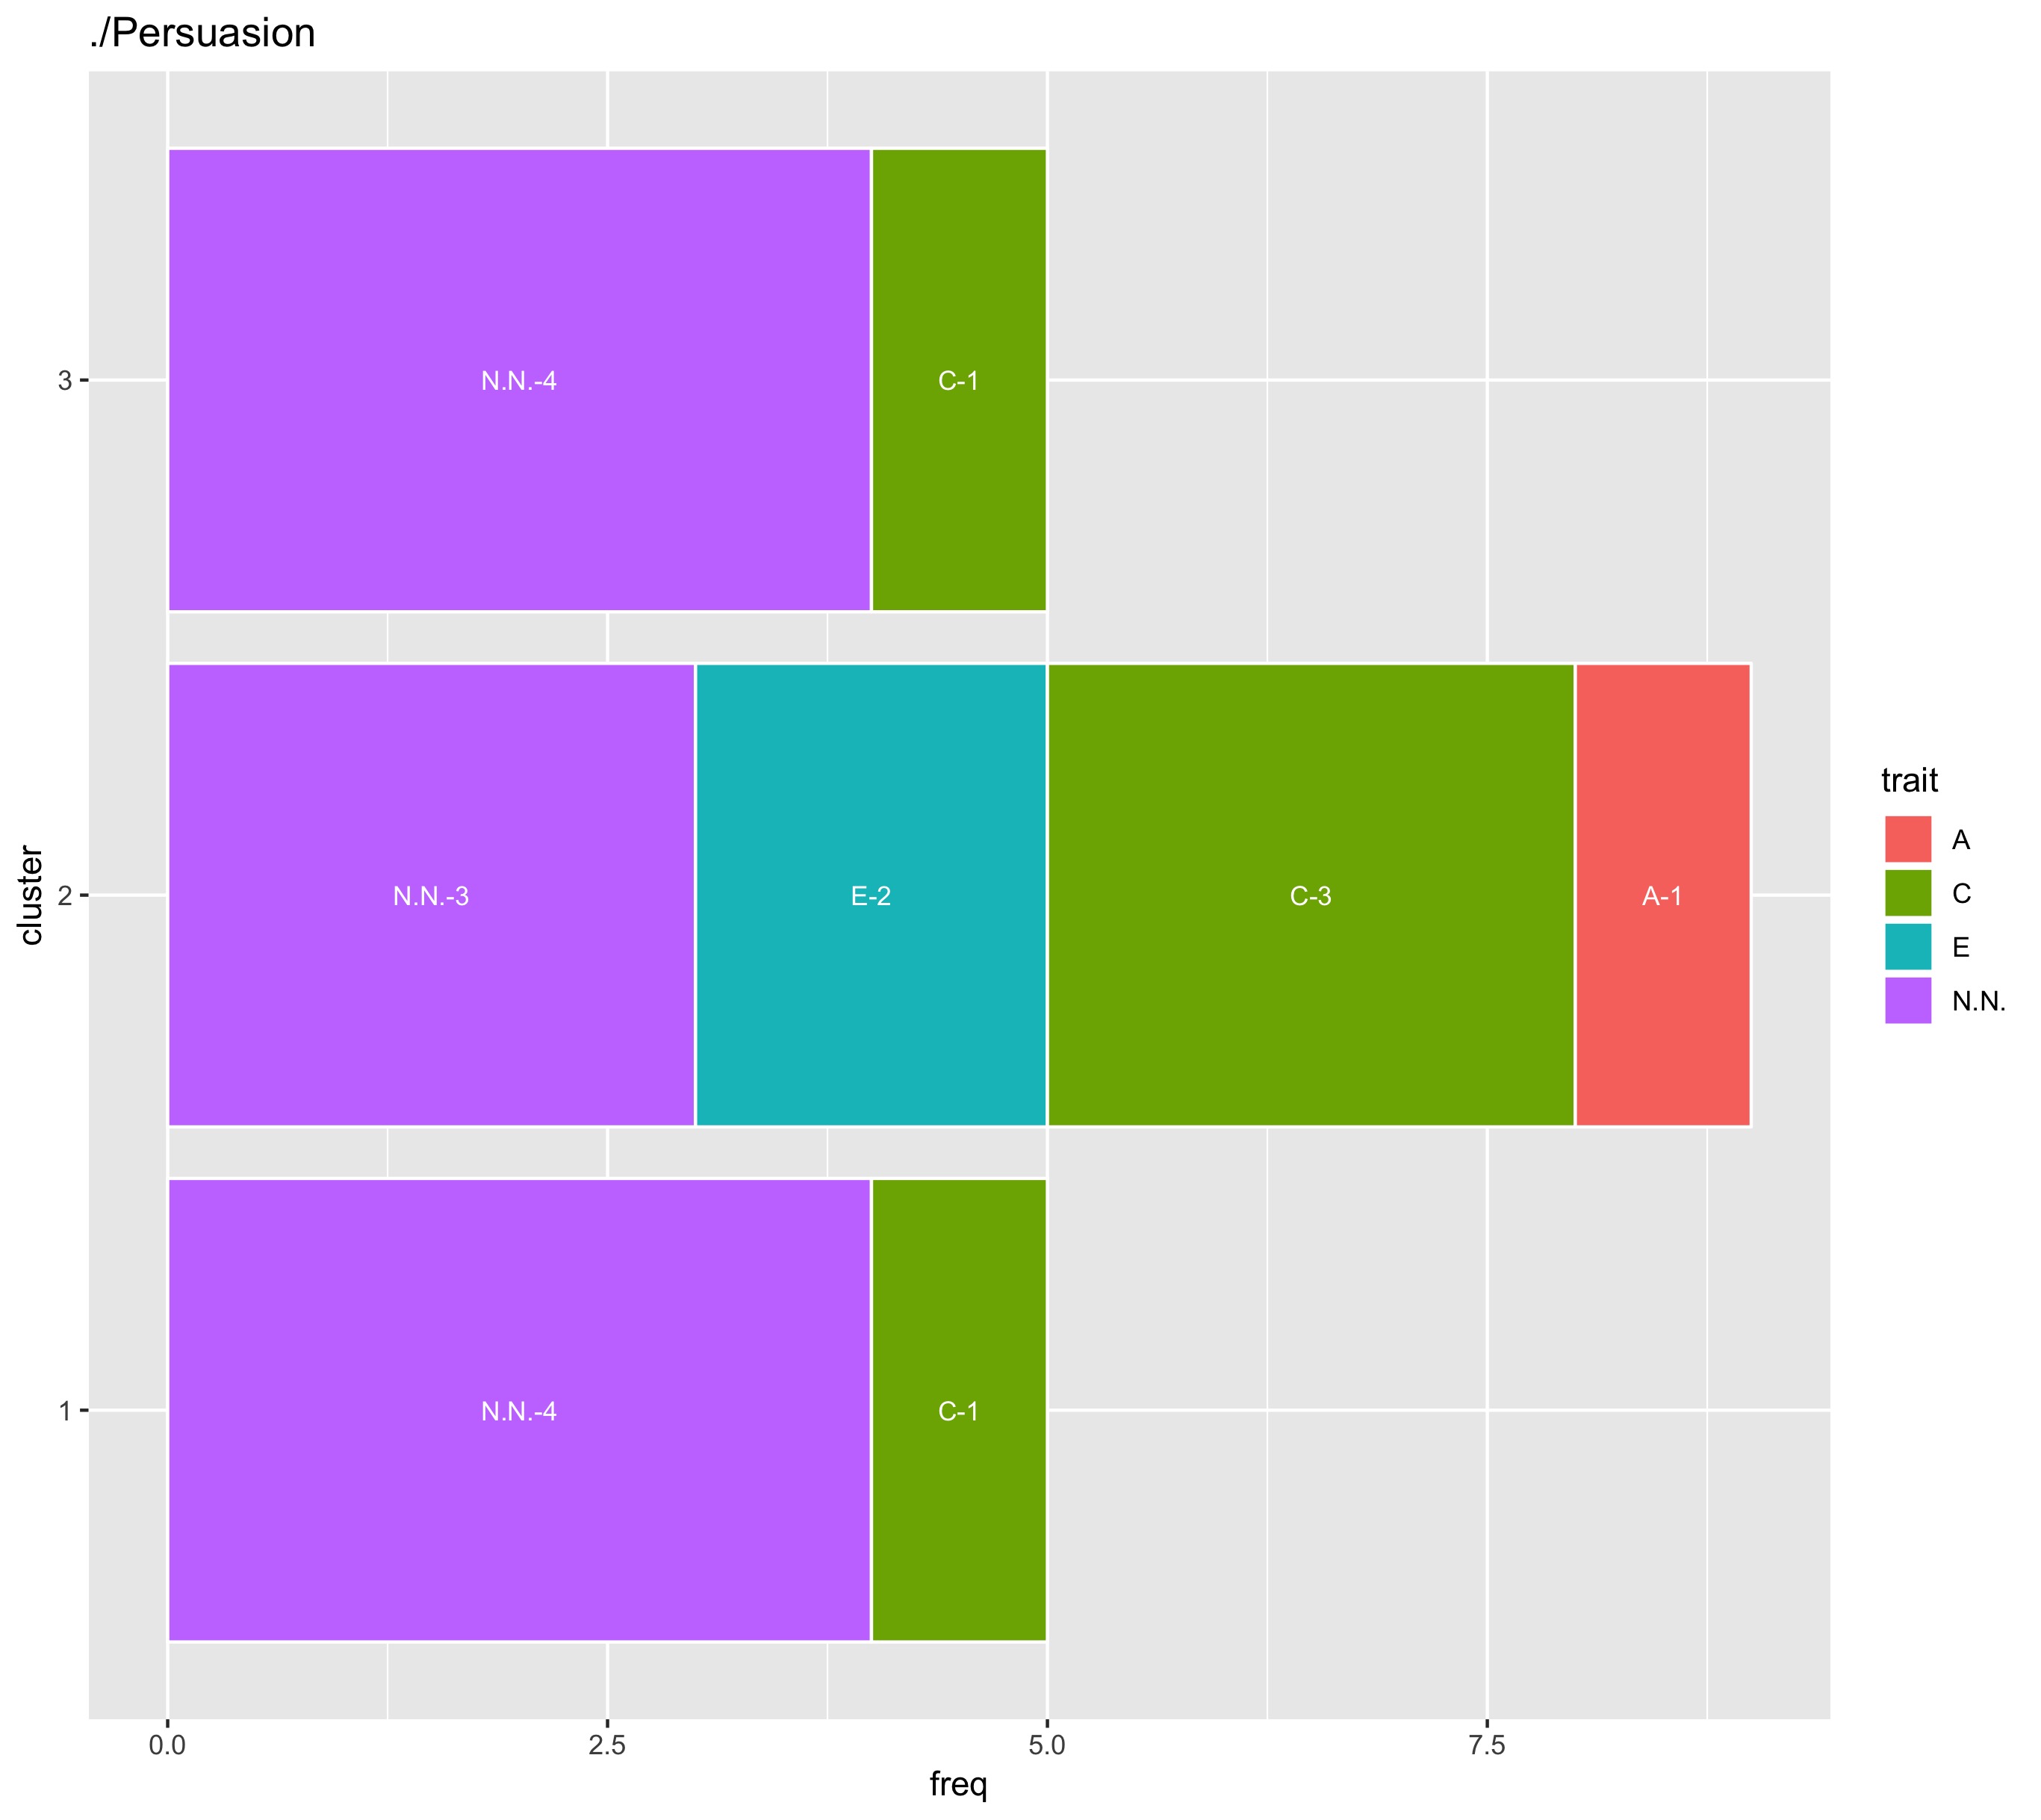 ./Persuasion
3
N.N.-4
C-1
2
N.N.-3
E-2
C-3
A-1
1
N.N.-4
C-1
cluster
0.0
2.5
5.0
7.5
freq
trait
A
C
E
N.N.